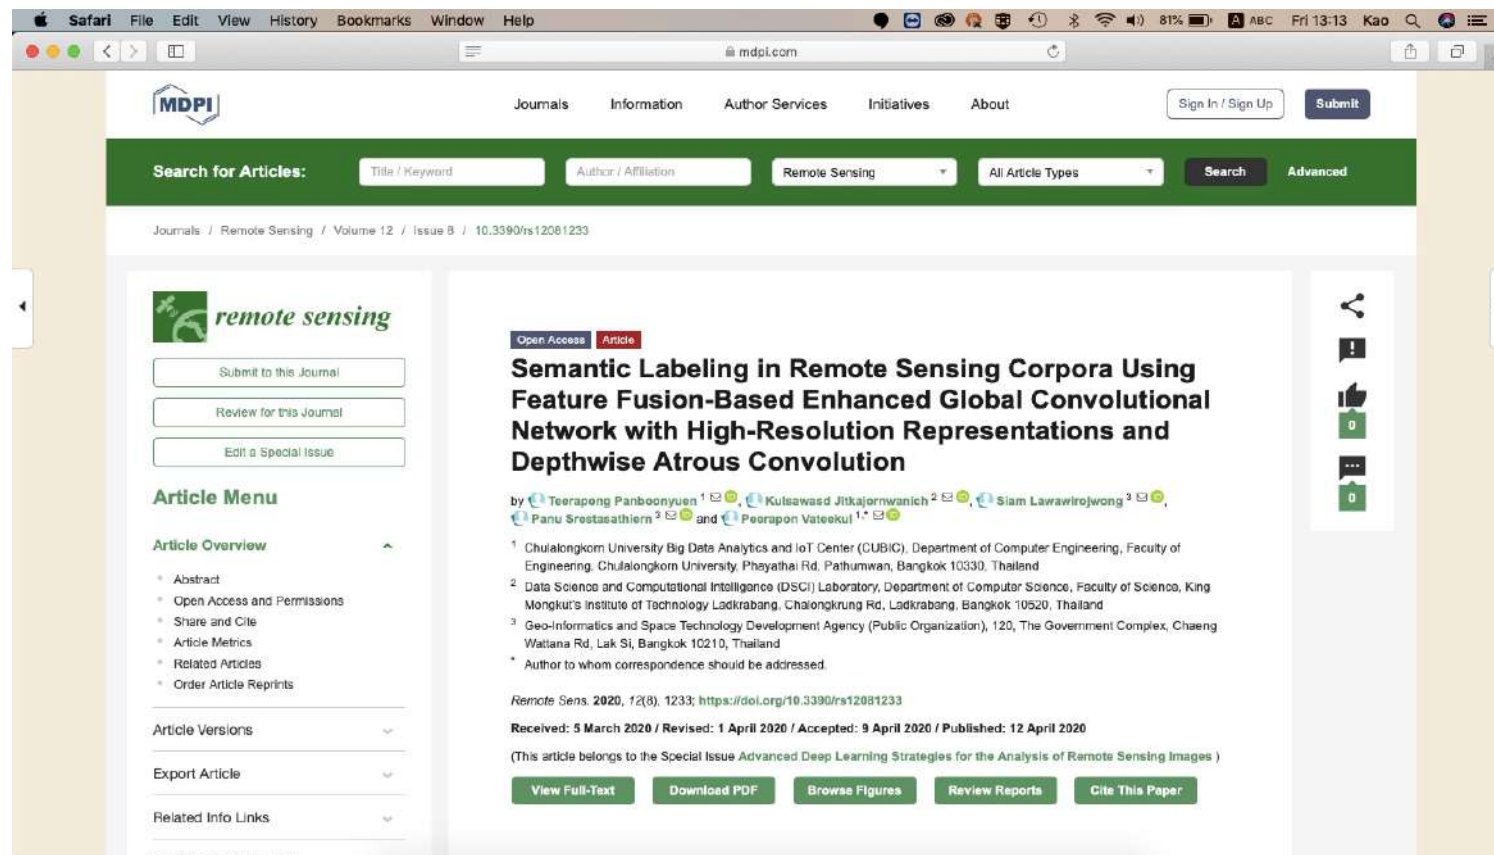 Safari File Edit View History Bookmarks Window Help 81% A ABC Fri 13:13 Kao
mdpi.com
MDPI Journals Information Author Services Initiatives About Sign In / Sign Up Submit
Search for Articles: Title / Keyword Author / Affiliation Remote Sensing All Article Types Search Advanced
Journals / Remote Sensing / Volume 12 / Issue 8 / 10.3390/rs12081233
remote sensing
Submit to this Journal
Review for this Journal
Edit a Special Issue
Article Menu
Article Overview
Abstract
Open Access and Permissions
Share and Cite
Article Metrics
Related Articles
Order Article Reprints
Article Versions
Export Article
Related Info Links
Open Access Article
Semantic Labeling in Remote Sensing Corpora Using
Feature Fusion-Based Enhanced Global Convolutional
Network with High-Resolution Representations and
Depthwise Atrous Convolution
by Teerapong Panboonyuen 1, Kulsawasd Jitkajornwanich 2, Siam Lawawirojwong 3,
Panu Srestasathiern 3 and Peerapon Vateekul 1,*
1 Chulalongkorn University Big Data Analytics and IoT Center (CUBIC), Department of Computer Engineering, Faculty of
Engineering, Chulalongkorn University, Phayathai Rd, Pathumwan, Bangkok 10330, Thailand
2 Data Science and Computational Intelligence (DSCI) Laboratory, Department of Computer Science, Faculty of Science, King
Mongkut's Institute of Technology Ladkrabang, Chalongkrung Rd, Ladkrabang, Bangkok 10520, Thailand
3 Geo-Informatics and Space Technology Development Agency (Public Organization), 120, The Government Complex, Chaeng
Wattana Rd, Lak Si, Bangkok 10210, Thailand
* Author to whom correspondence should be addressed.
Remote Sens. 2020, 12(8), 1233; https://doi.org/10.3390/rs12081233
Received: 5 March 2020 / Revised: 1 April 2020 / Accepted: 9 April 2020 / Published: 12 April 2020
(This article belongs to the Special Issue Advanced Deep Learning Strategies for the Analysis of Remote Sensing Images )
View Full-Text Download PDF Browse Figures Review Reports Cite This Paper
0
0